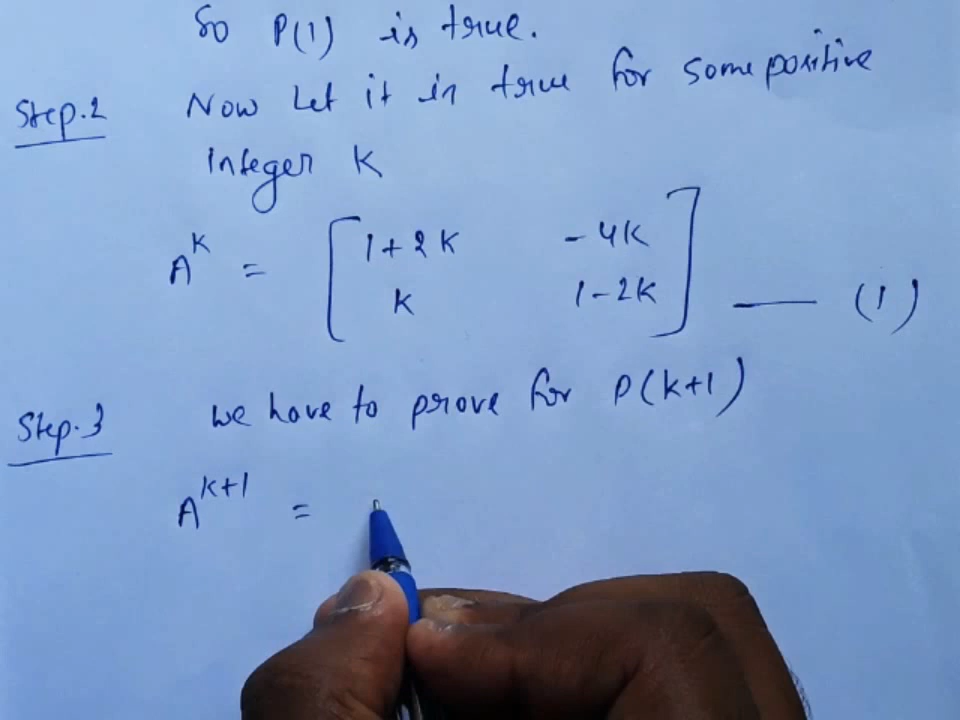 So P(1) is true.
Step.2 Now Let it is true for some positive
integer K
A^K = [ 1+2K -4K
K 1-2K ] —— (1)
Step.3 we have to prove for P(K+1)
A^K+1 =